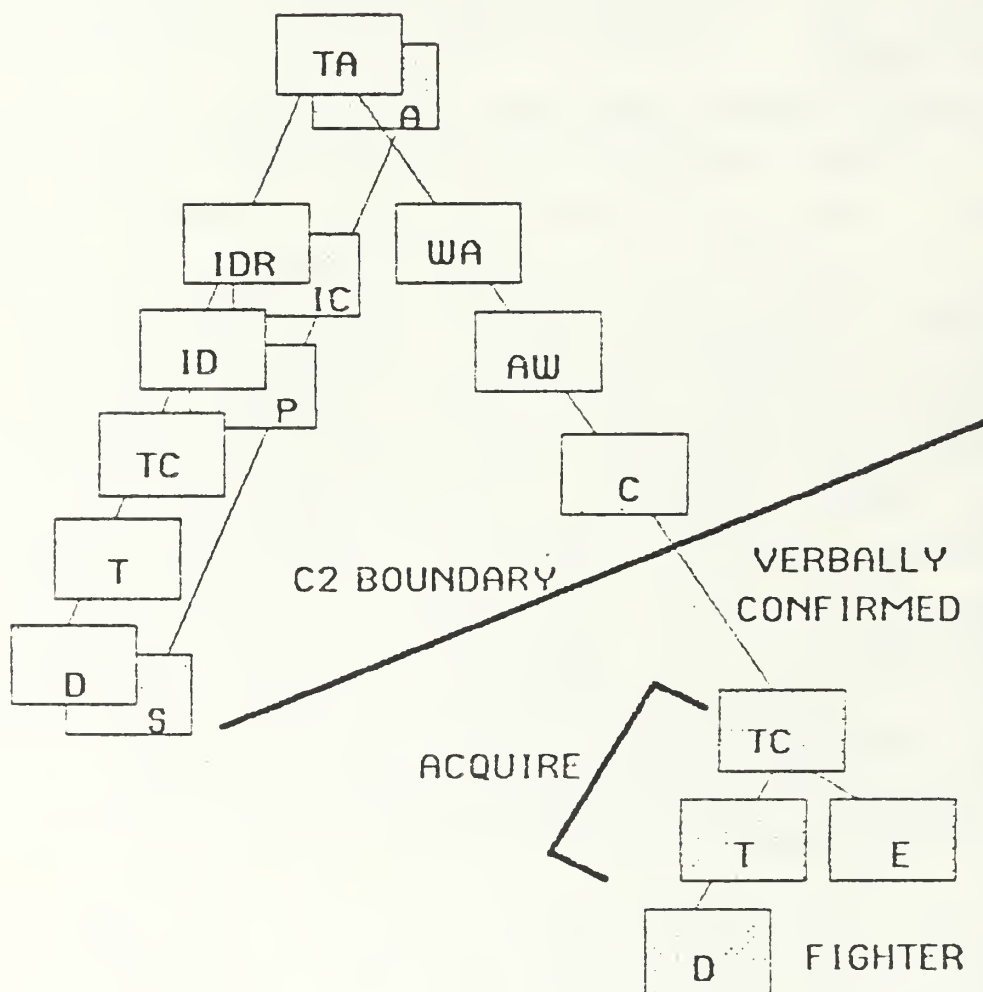 TA
A
IDR
IC
WA
ID
P
AW
TC
C
T
C2 BOUNDARY
VERBALLY
CONFIRMED
D
S
TC
ACQUIRE
T
E
D
FIGHTER